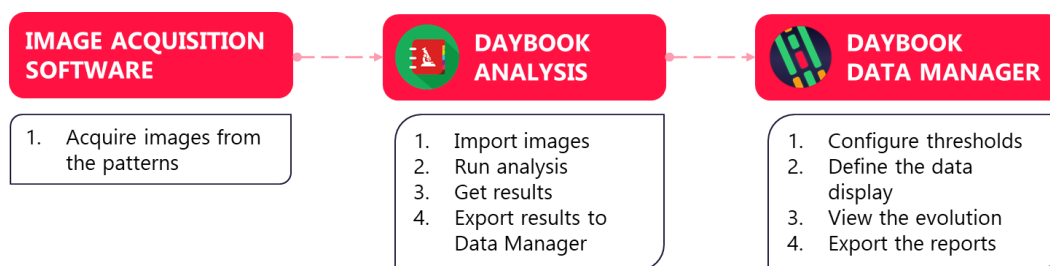 IMAGE ACQUISITION
SOFTWARE
1. Acquire images from
the patterns
DAYBOOK
ANALYSIS
1. Import images
2. Run analysis
3. Get results
4. Export results to
Data Manager
DAYBOOK
DATA MANAGER
1. Configure thresholds
2. Define the data
display
3. View the evolution
4. Export the reports